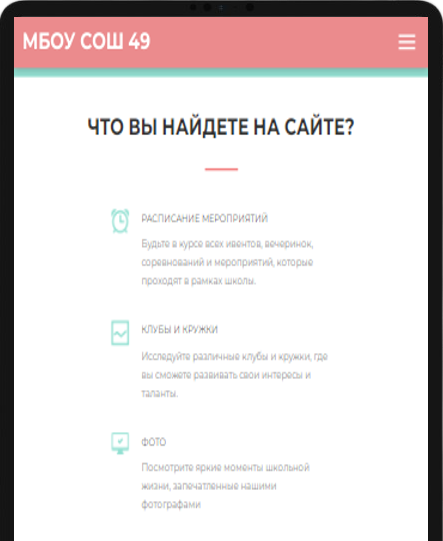 МБОУ СОШ 49
ЧТО ВЫ НАЙДЕТЕ НА САЙТЕ?
РАСПИСАНИЕ МЕРОПРИЯТИЙ
Будьте в курсе всех ивентов, вечеринок,
соревнований и мероприятий, которые
проходят в рамках школы.
КЛУБЫ И КРУЖКИ
Исследуйте различные клубы и кружки, где
вы сможете развивать свои интересы и
таланты.
ФОТО
Посмотрите яркие моменты школьной
жизни, запечатленные нашими
фотографами